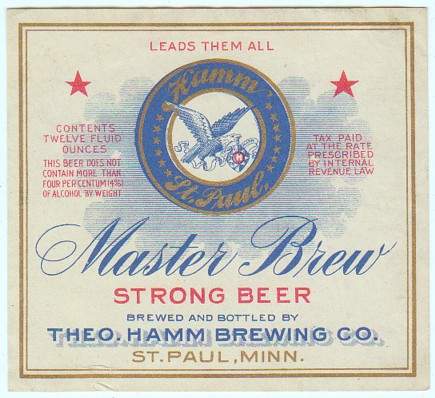 LEADS THEM ALL
Hamm
St. Paul.
CONTENTS
TWELVE FLUID
OUNCES
THIS BEER DOES NOT
CONTAIN MORE THAN
FOUR PER CENTUM (4%)
OF ALCOHOL BY WEIGHT
TAX PAID
AT THE RATE
PRESCRIBED
BY INTERNAL
REVENUE LAW
Master Brew
STRONG BEER
BREWED AND BOTTLED BY
THEO. HAMM BREWING CO.
ST. PAUL, MINN.